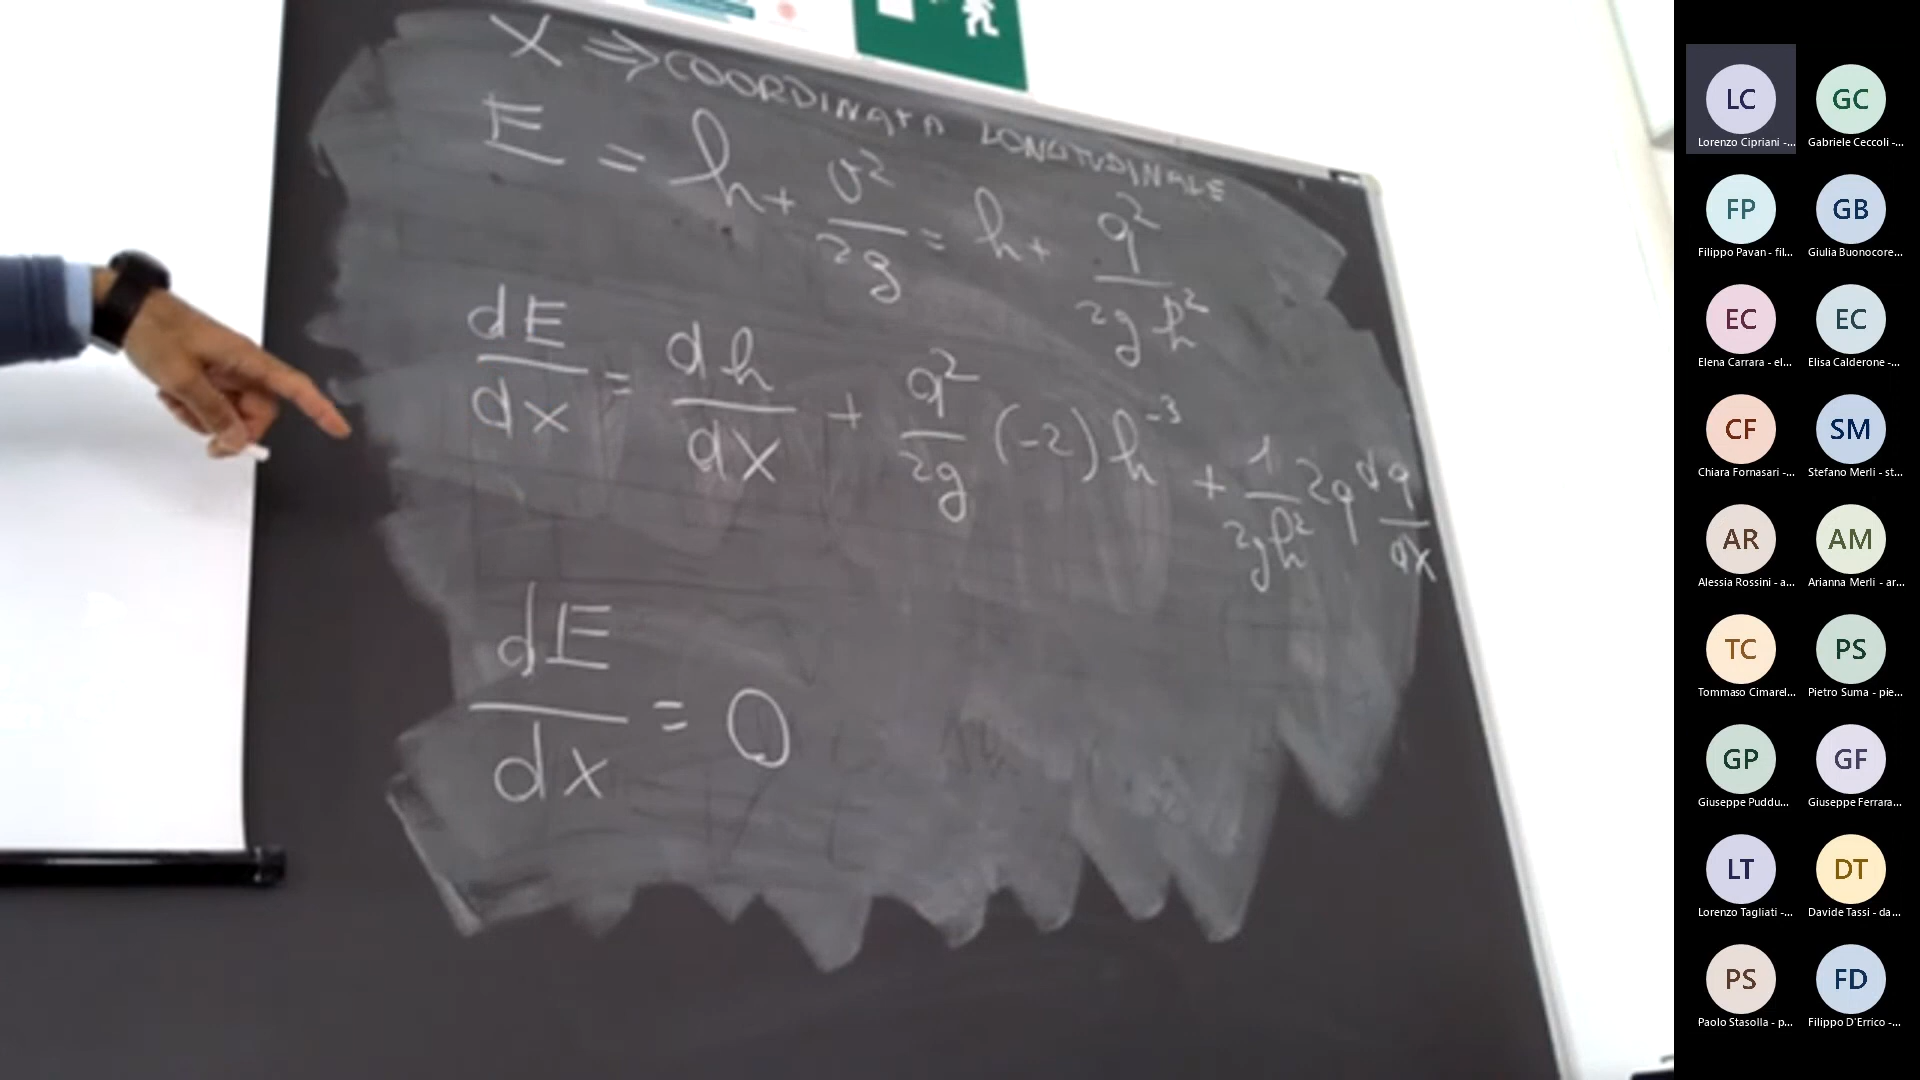 X ⇒ COORDINATA LONGITUDINALE
E = h + v²/2g = h + q²/2gh²
dE/dx = dh/dx + q²/2g (-2) h⁻³ + 1/2gh² 2q dq/dx
dE/dx = 0
LC
GC
Lorenzo Cipriani -...
Gabriele Ceccoli -...
FP
GB
Filippo Pavan - fil...
Giulia Buonocore...
EC
EC
Elena Carrara - el...
Elisa Calderone -...
CF
SM
Chiara Fornasari -...
Stefano Merli - st...
AR
AM
Alessia Rossini - a...
Arianna Merli - ar...
TC
PS
Tommaso Cimarel...
Pietro Suma - pie...
GP
GF
Giuseppe Puddu...
Giuseppe Ferrara...
LT
DT
Lorenzo Tagliati -...
Davide Tassi - da...
PS
FD
Paolo Stasolla - p...
Filippo D'Errico -...